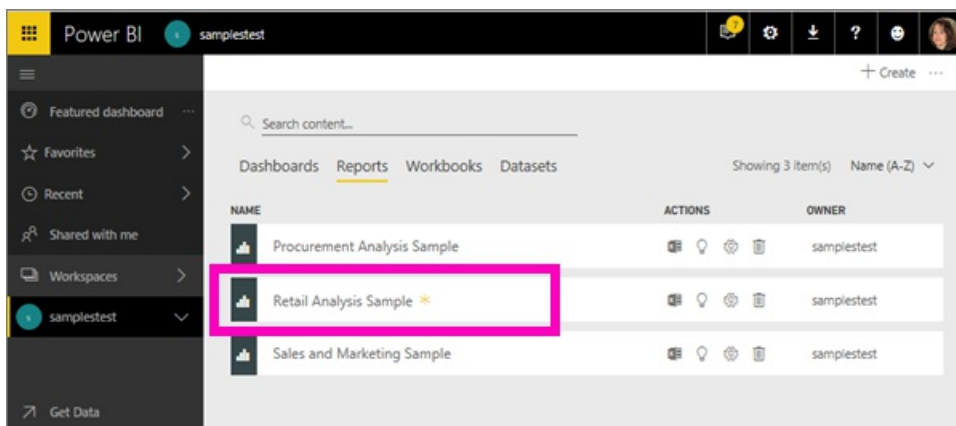 Power BI s samplestest 7 ?
+ Create ...
Featured dashboard ...
Search content...
Favorites
Dashboards Reports Workbooks Datasets Showing 3 item(s) Name (A-Z)
Recent
NAME ACTIONS OWNER
Shared with me
Procurement Analysis Sample samplestest
Workspaces
Retail Analysis Sample * samplestest
s samplestest
Sales and Marketing Sample samplestest
Get Data